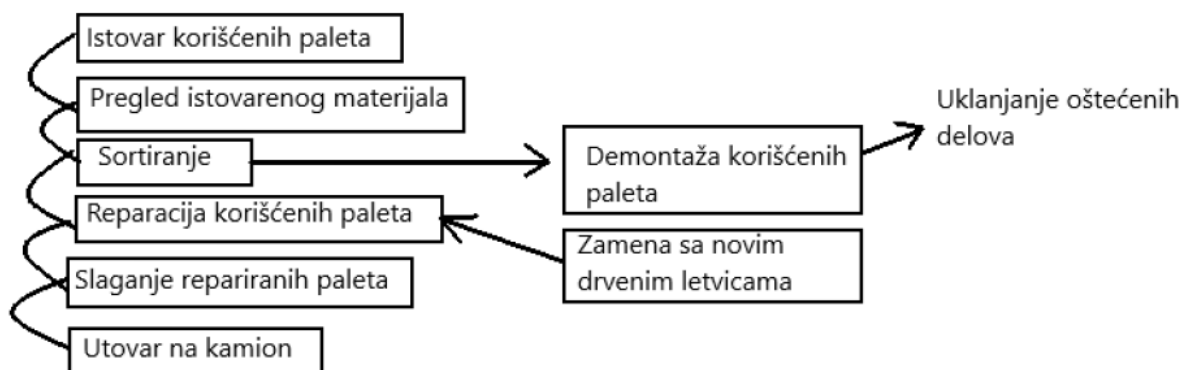 Istovar korišćenih paleta
Pregled istovarenog materijala
Sortiranje
Reparacija korišćenih paleta
Slaganje repariranih paleta
Utovar na kamion
Demontaža korišćenih
paleta
Zamena sa novim
drvenim letvicama
Uklanjanje oštećenih
delova